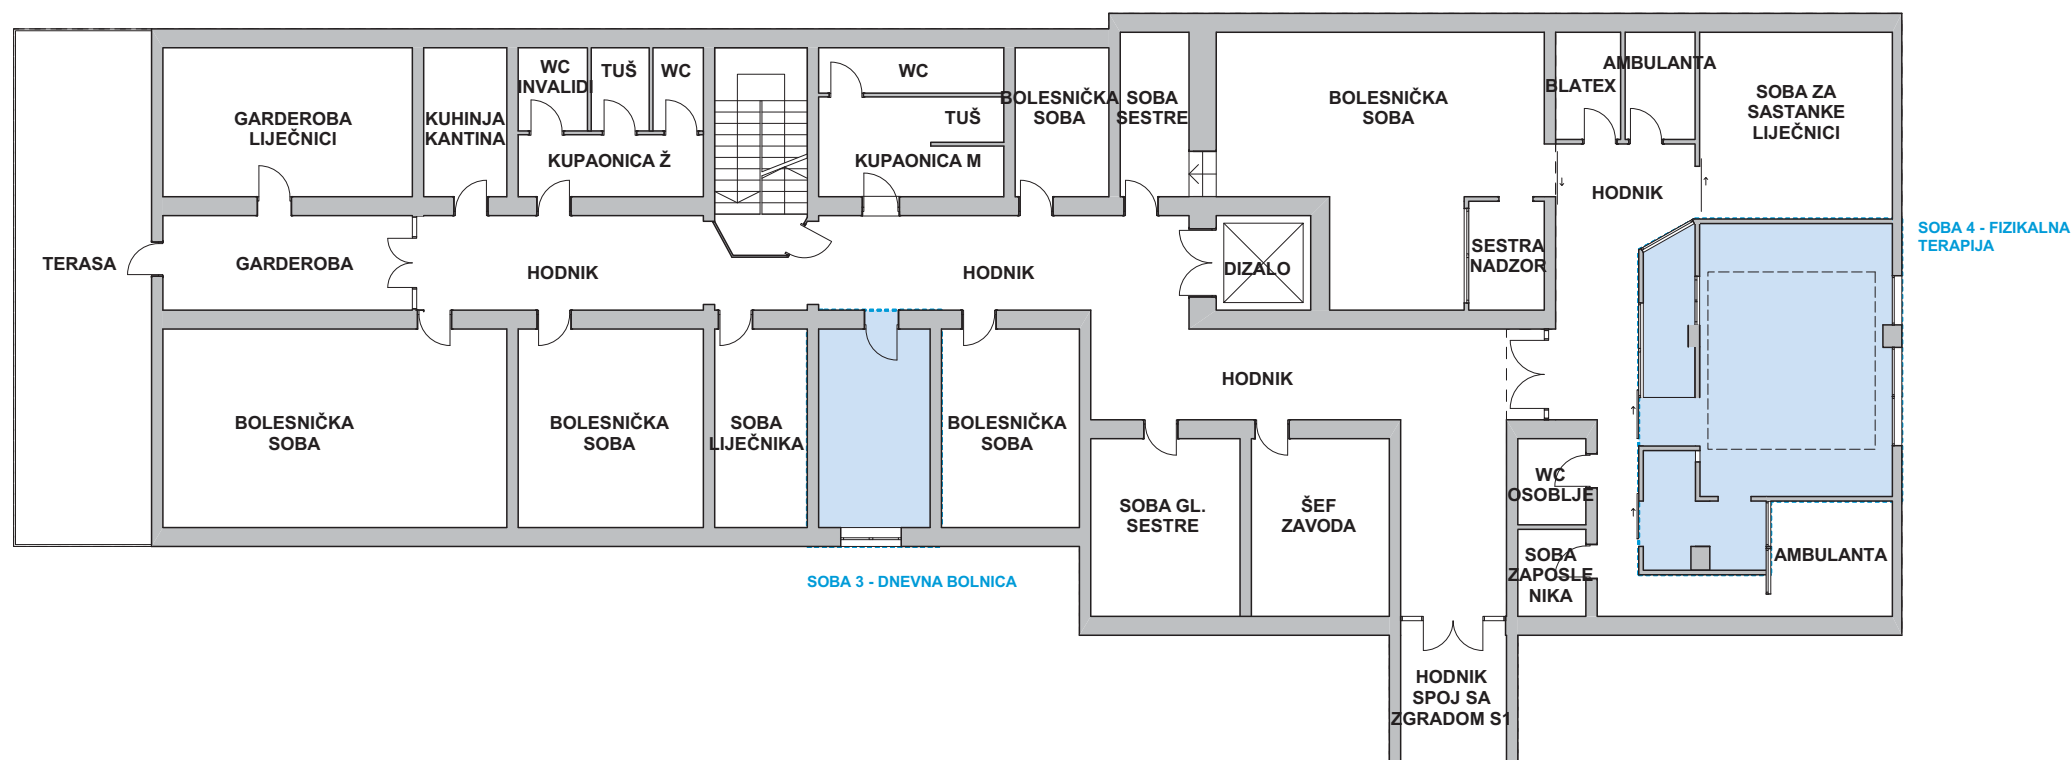 GARDEROBA
LIJEČNICI
KUHINJA
KANTINA
WC
INVALIDI
TUŠ
WC
KUPAONICA Ž
WC
TUŠ
KUPAONICA M
BOLESNIČKA
SOBA
SOBA
SESTRE
BOLESNIČKA
SOBA
BLATEX
AMBULANTA
SOBA ZA
SASTANKE
LIJEČNICI
HODNIK
TERASA
GARDEROBA
HODNIK
HODNIK
DIZALO
SESTRA
NADZOR
SOBA 4 - FIZIKALNA
TERAPIJA
BOLESNIČKA
SOBA
BOLESNIČKA
SOBA
SOBA
LIJEČNIKA
BOLESNIČKA
SOBA
HODNIK
SOBA GL.
SESTRE
ŠEF
ZAVODA
WC
OSOBLJE
SOBA
ZAPOSLE
NIKA
AMBULANTA
SOBA 3 - DNEVNA BOLNICA
HODNIK
SPOJ SA
ZGRADOM S1